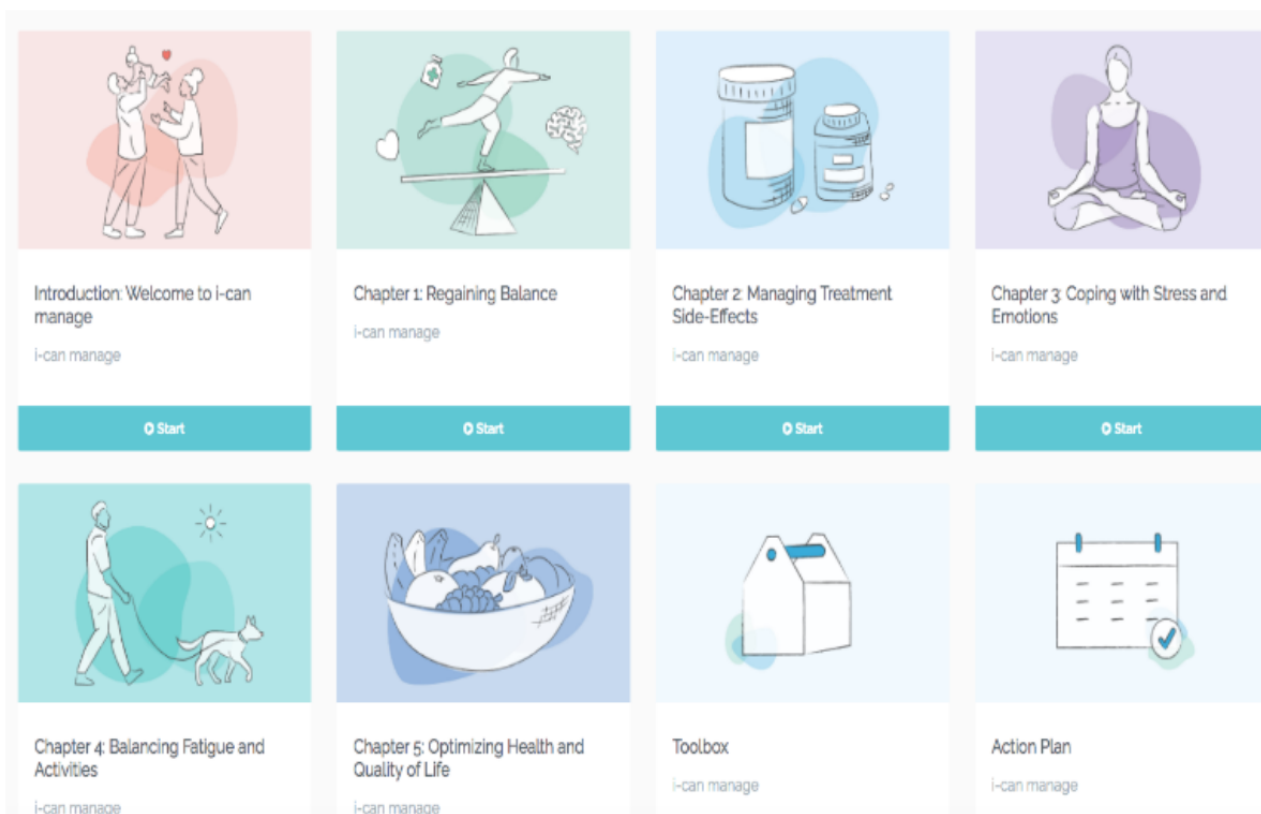 Introduction: Welcome to i-can
manage
i-can manage
Start
Chapter 1: Regaining Balance
i-can manage
Start
Chapter 2: Managing Treatment
Side-Effects
i-can manage
Start
Chapter 3: Coping with Stress and
Emotions
i-can manage
Start
Chapter 4: Balancing Fatigue and
Activities
i-can manage
Chapter 5: Optimizing Health and
Quality of Life
i-can manage
Toolbox
i-can manage
Action Plan
i-can manage